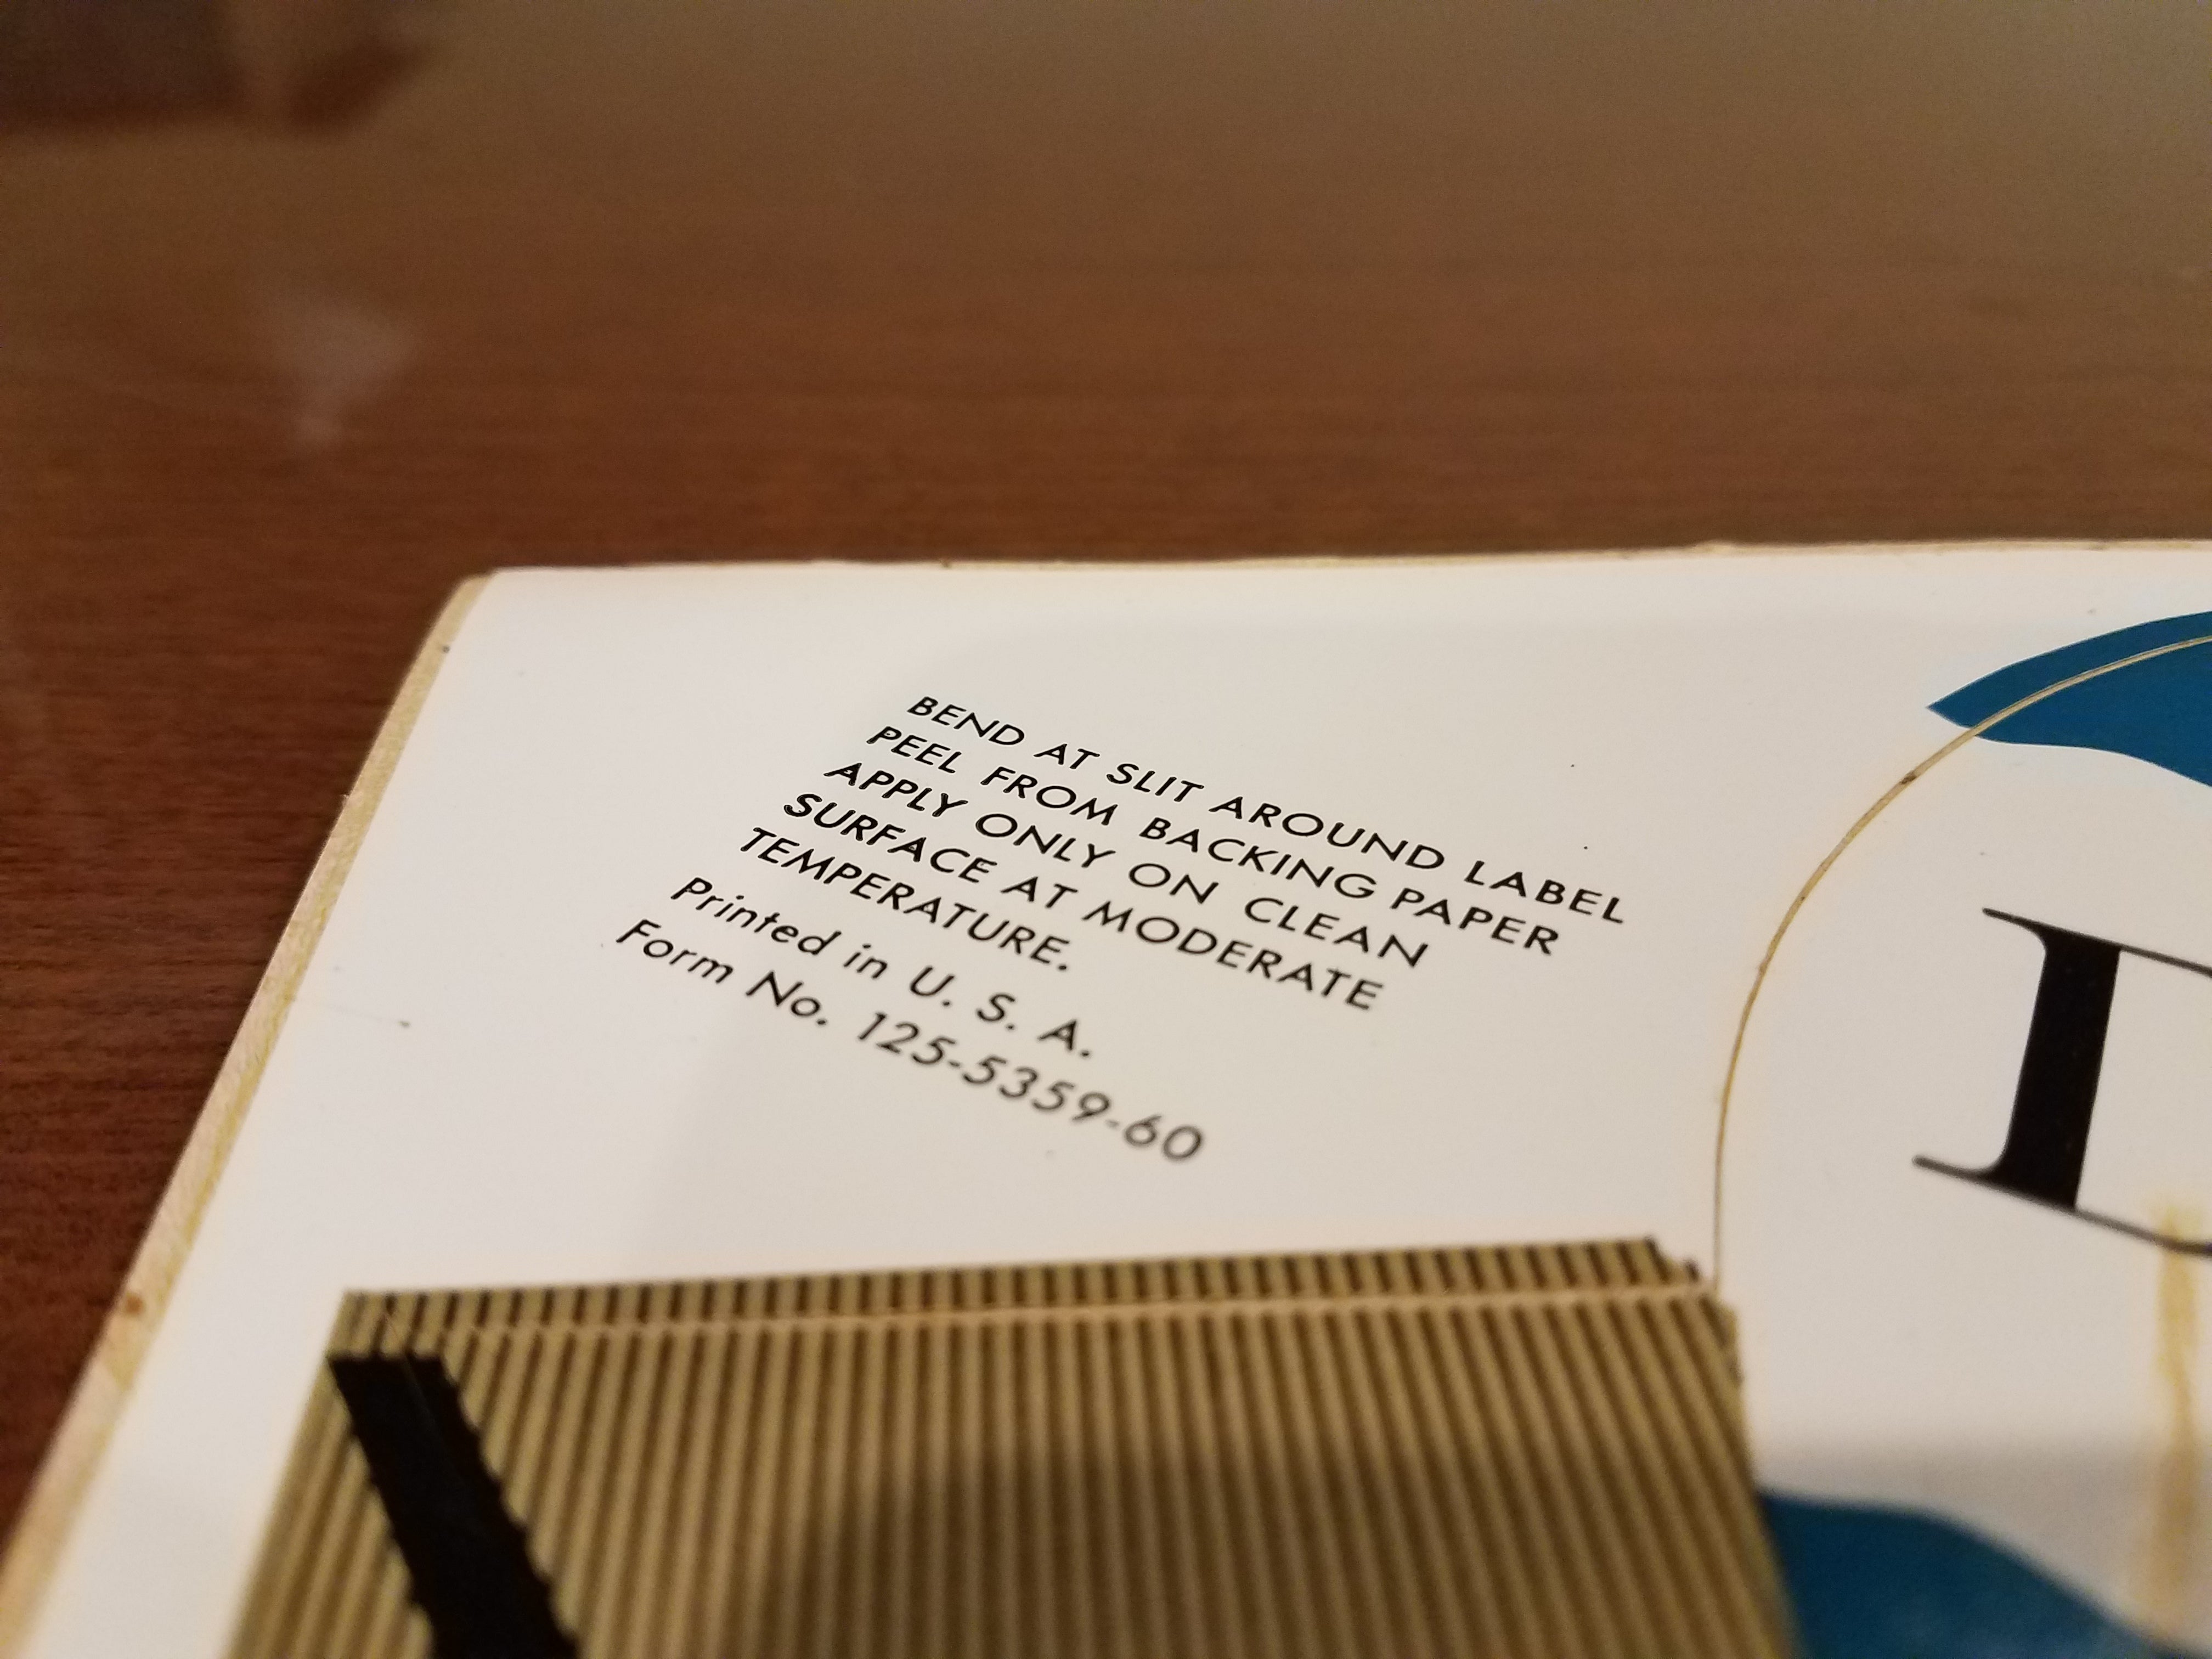 BEND AT SLIT AROUND LABEL
PEEL FROM BACKING PAPER
APPLY ONLY ON CLEAN
SURFACE AT MODERATE
TEMPERATURE.
Printed in U. S. A.
Form No. 125-5359-60